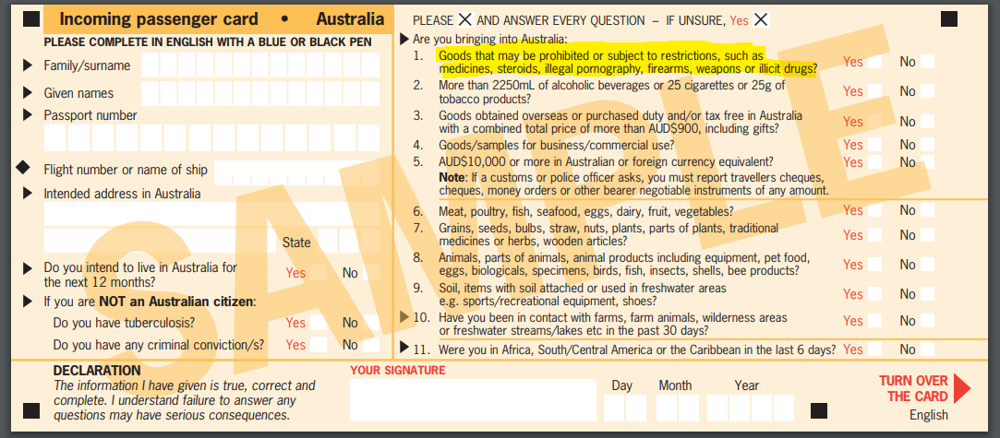 Incoming passenger card • Australia
PLEASE COMPLETE IN ENGLISH WITH A BLUE OR BLACK PEN
Family/surname
Given names
Passport number
Flight number or name of ship
Intended address in Australia
State
Do you intend to live in Australia for
the next 12 months?
Yes No
If you are NOT an Australian citizen:
Do you have tuberculosis? Yes No
Do you have any criminal conviction/s? Yes No
PLEASE X AND ANSWER EVERY QUESTION – IF UNSURE, Yes X
Are you bringing into Australia:
1. Goods that may be prohibited or subject to restrictions, such as
medicines, steroids, illegal pornography, firearms, weapons or illicit drugs? Yes No
2. More than 2250mL of alcoholic beverages or 25 cigarettes or 25g of
tobacco products? Yes No
3. Goods obtained overseas or purchased duty and/or tax free in Australia
with a combined total price of more than AUD$900, including gifts? Yes No
4. Goods/samples for business/commercial use? Yes No
5. AUD$10,000 or more in Australian or foreign currency equivalent? Yes No
Note: If a customs or police officer asks, you must report travellers cheques,
cheques, money orders or other bearer negotiable instruments of any amount.
6. Meat, poultry, fish, seafood, eggs, dairy, fruit, vegetables? Yes No
7. Grains, seeds, bulbs, straw, nuts, plants, parts of plants, traditional
medicines or herbs, wooden articles? Yes No
8. Animals, parts of animals, animal products including equipment, pet food,
eggs, biologicals, specimens, birds, fish, insects, shells, bee products? Yes No
9. Soil, items with soil attached or used in freshwater areas
e.g. sports/recreational equipment, shoes? Yes No
10. Have you been in contact with farms, farm animals, wilderness areas
or freshwater streams/lakes etc in the past 30 days? Yes No
11. Were you in Africa, South/Central America or the Caribbean in the last 6 days? Yes No
DECLARATION
The information I have given is true, correct and
complete. I understand failure to answer any
questions may have serious consequences.
YOUR SIGNATURE
Day Month Year
TURN OVER
THE CARD
English
SAMPLE